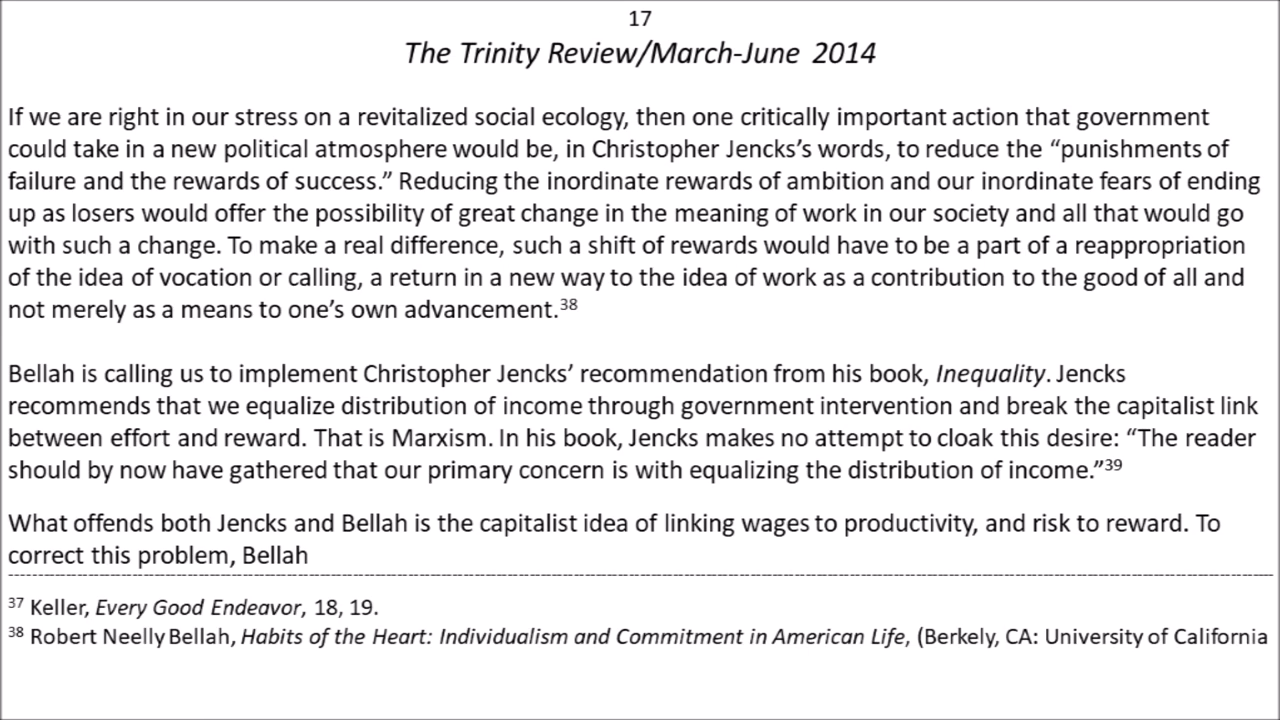 17
The Trinity Review/March-June 2014
If we are right in our stress on a revitalized social ecology, then one critically important action that government
could take in a new political atmosphere would be, in Christopher Jencks’s words, to reduce the “punishments of
failure and the rewards of success.” Reducing the inordinate rewards of ambition and our inordinate fears of ending
up as losers would offer the possibility of great change in the meaning of work in our society and all that would go
with such a change. To make a real difference, such a shift of rewards would have to be a part of a reappropriation
of the idea of vocation or calling, a return in a new way to the idea of work as a contribution to the good of all and
not merely as a means to one’s own advancement.³⁸
Bellah is calling us to implement Christopher Jencks’ recommendation from his book, Inequality. Jencks
recommends that we equalize distribution of income through government intervention and break the capitalist link
between effort and reward. That is Marxism. In his book, Jencks makes no attempt to cloak this desire: “The reader
should by now have gathered that our primary concern is with equalizing the distribution of income.”³⁹
What offends both Jencks and Bellah is the capitalist idea of linking wages to productivity, and risk to reward. To
correct this problem, Bellah
³⁷ Keller, Every Good Endeavor, 18, 19.
³⁸ Robert Neelly Bellah, Habits of the Heart: Individualism and Commitment in American Life, (Berkely, CA: University of California